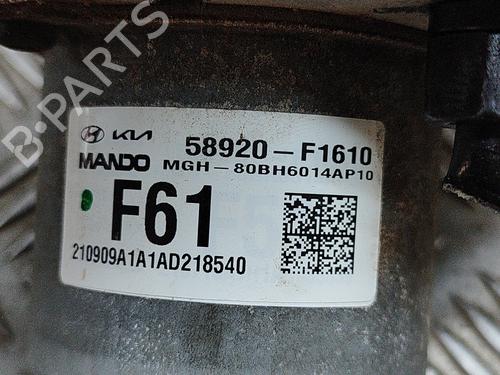 B-PARTS
KIA 58920-F1610
MANDO MGH-80BH6014AP10
F61
210909A1A1AD218540